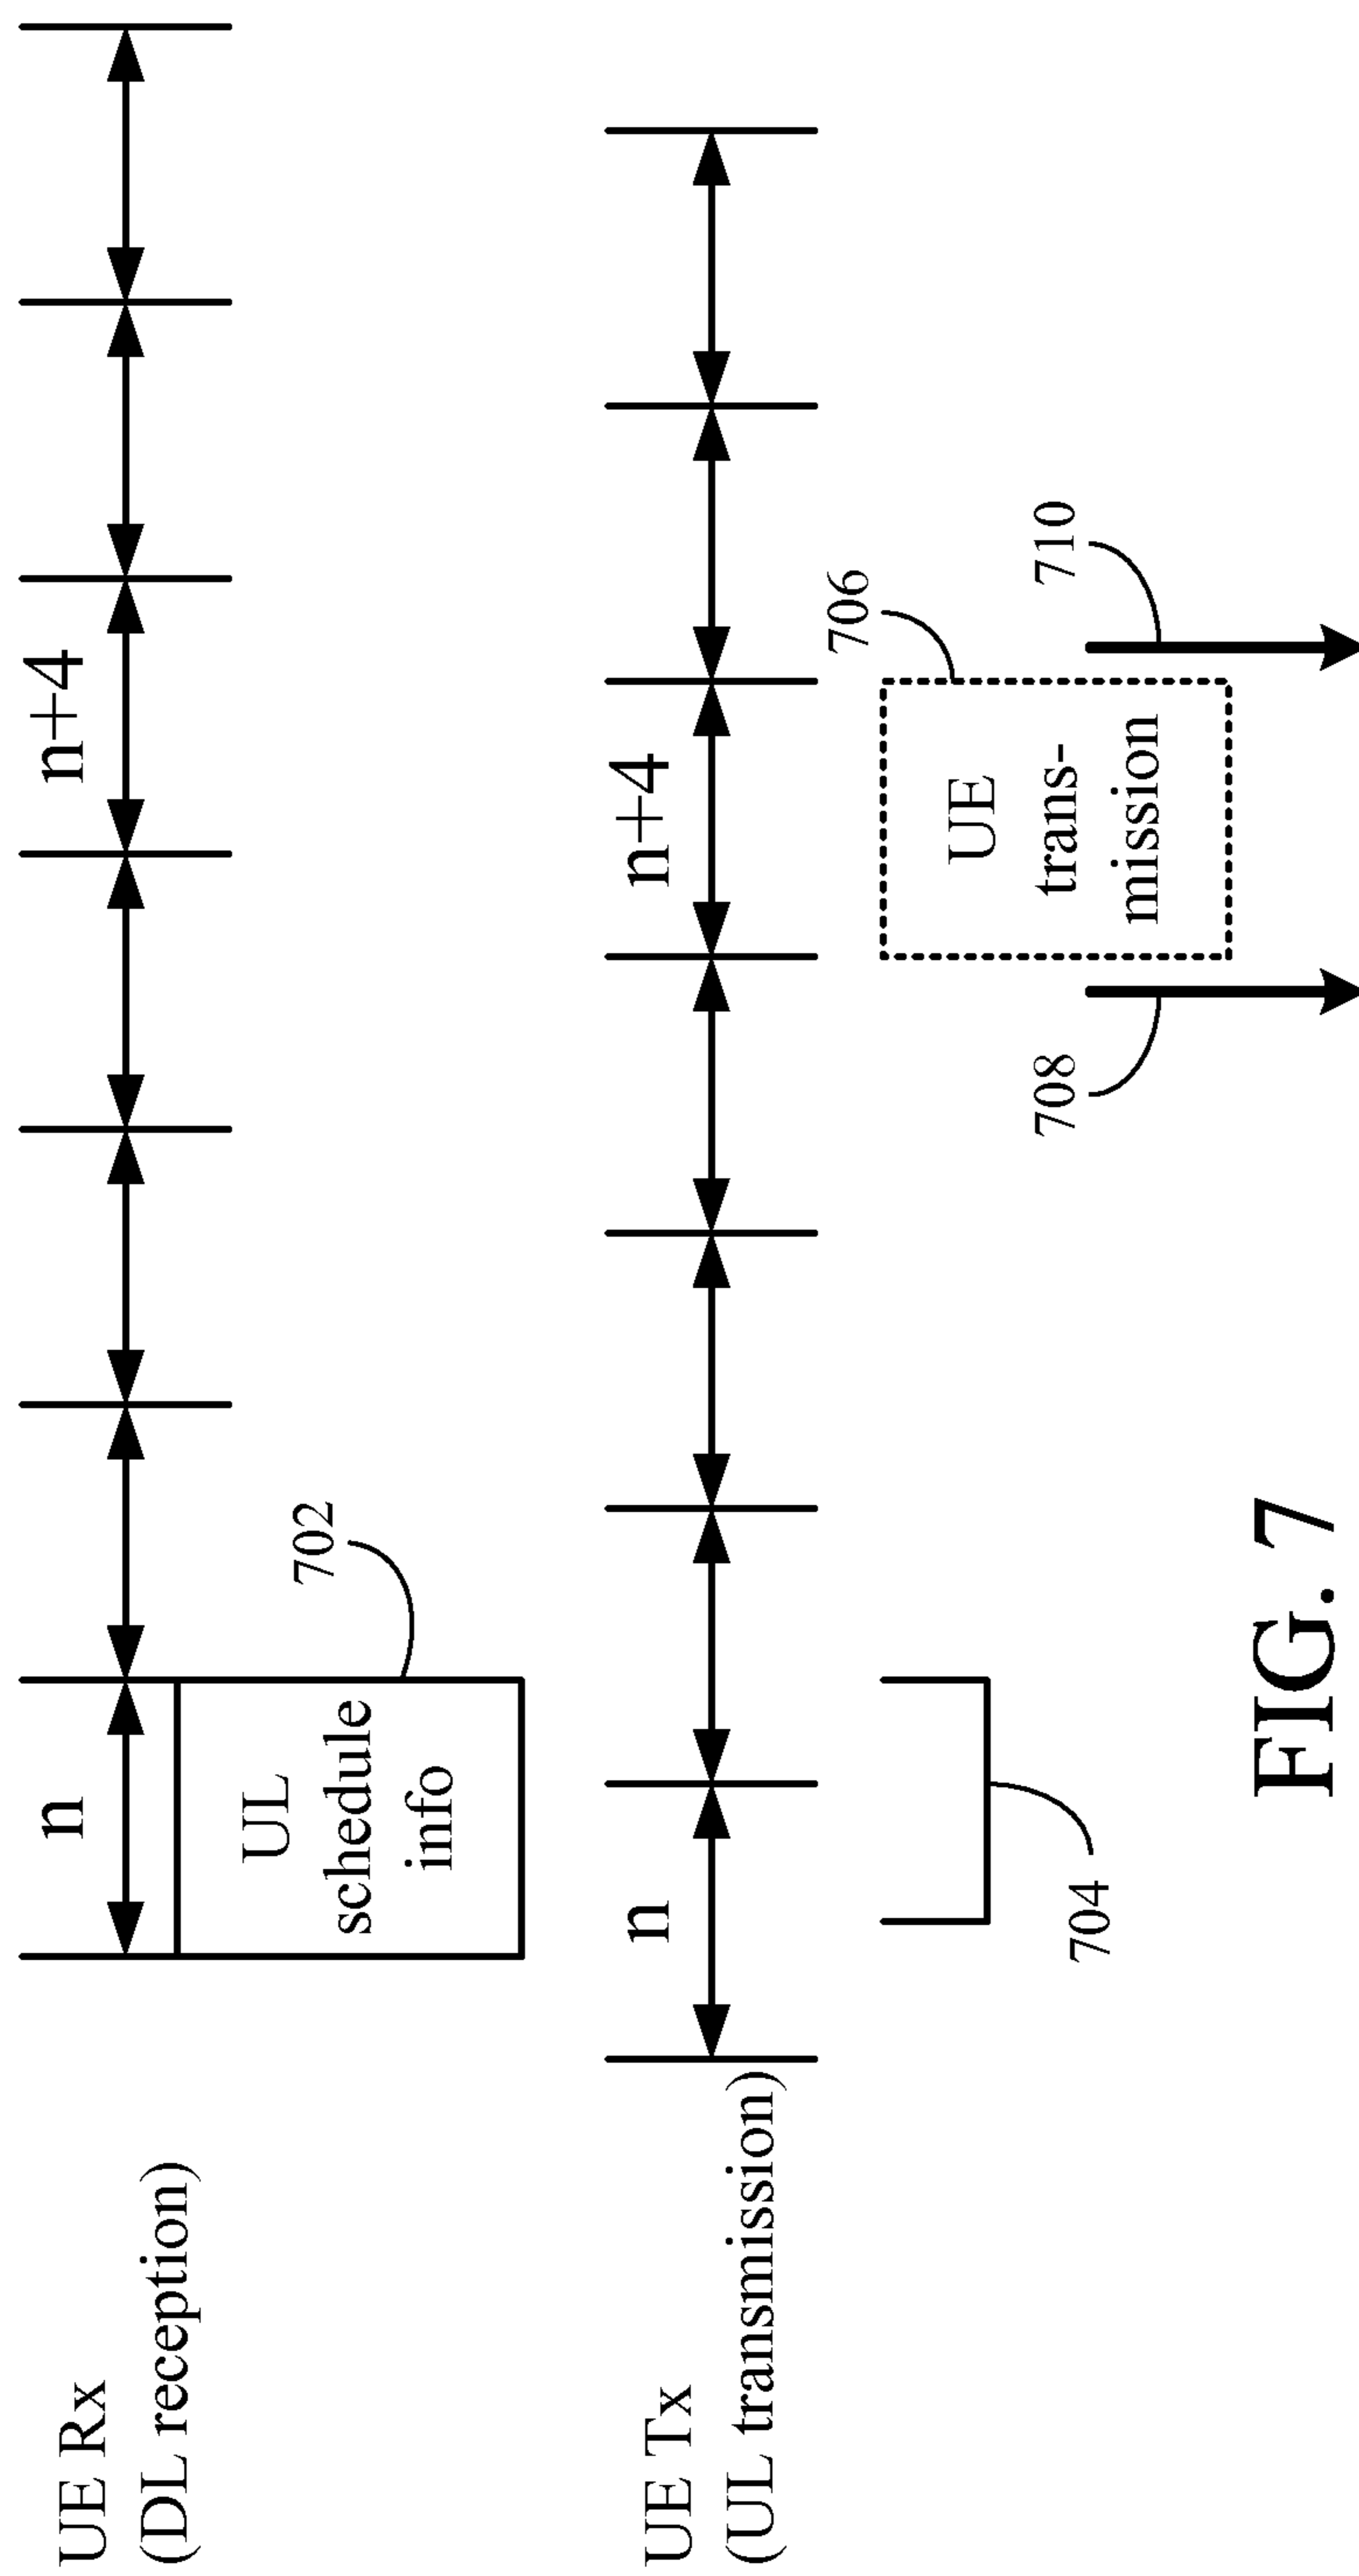 UE Rx
(DL reception)
n
n+4
UL
schedule
info
702
UE Tx
(UL transmission)
n
n+4
704
706
UE
trans-
mission
708
710
FIG. 7